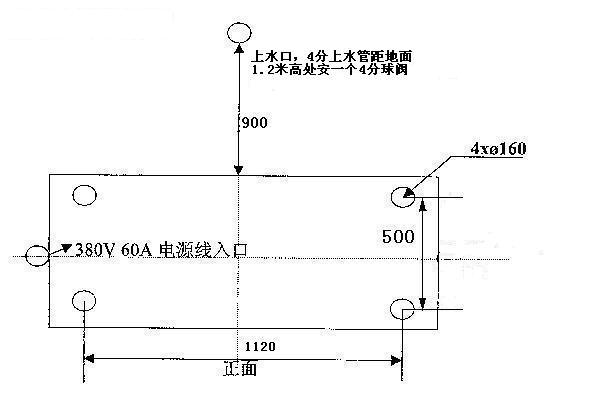 上水口，4分上水管距地面
1.2米高处安一个4分球阀
900
4xø160
500
380V 60A 电源线入口
1120
正面